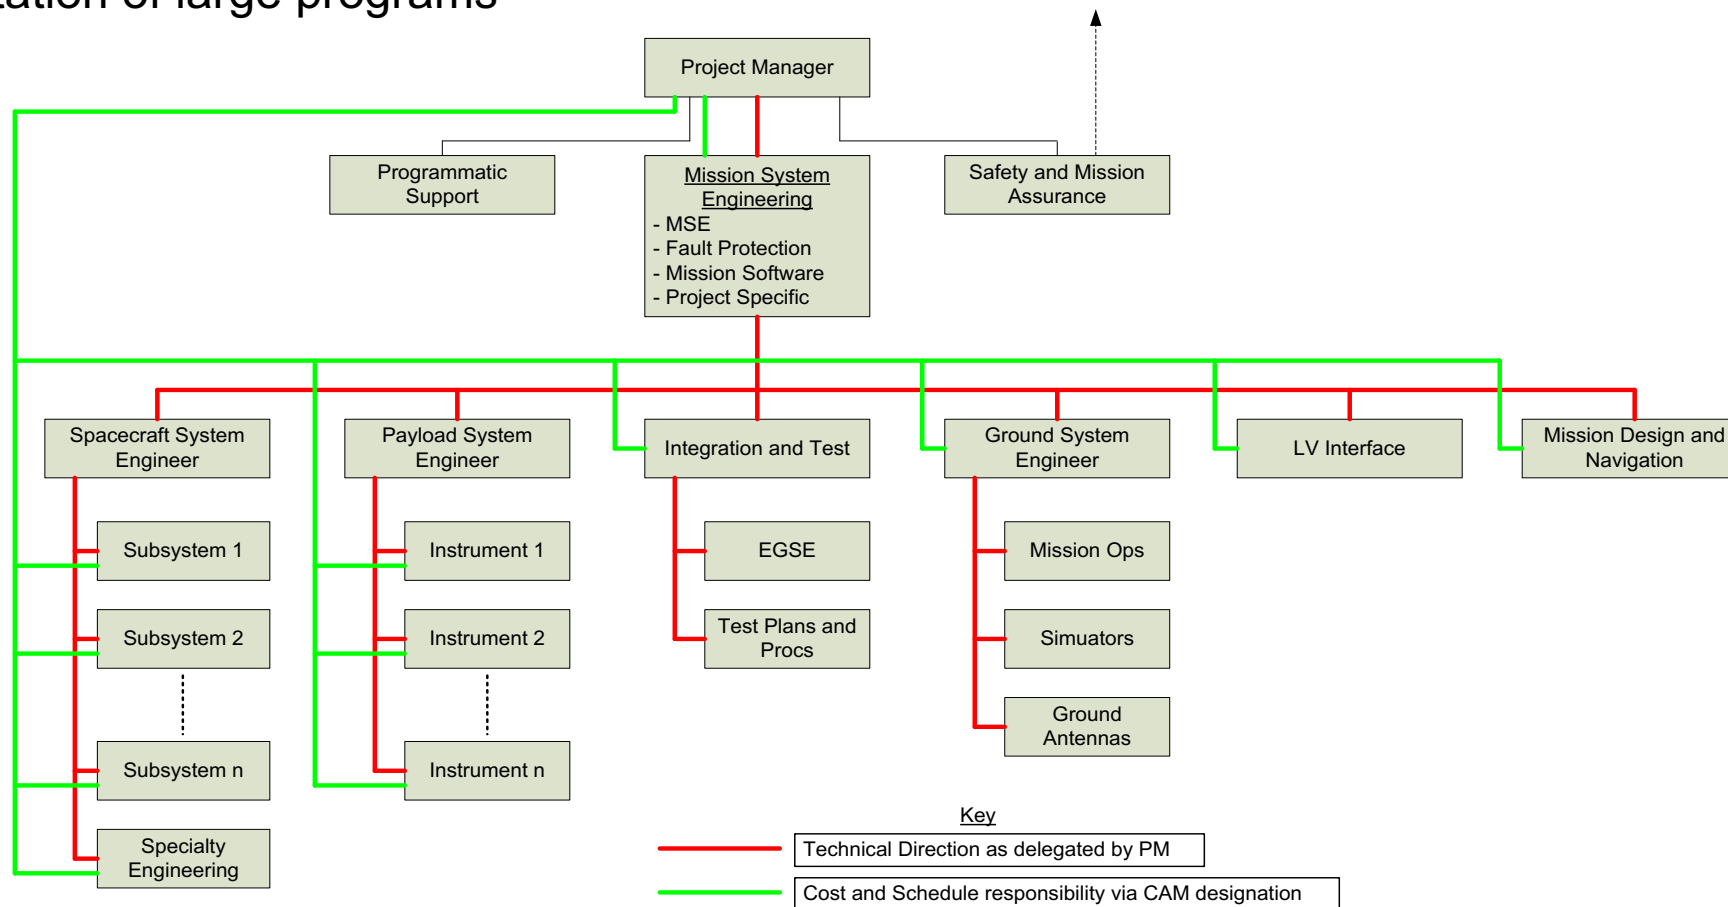 of large programs
Project Manager
Programmatic
Support
Mission System
Engineering
- MSE
- Fault Protection
- Mission Software
- Project Specific
Safety and Mission
Assurance
Spacecraft System
Engineer
Payload System
Engineer
Integration and Test
Ground System
Engineer
LV Interface
Mission Design and
Navigation
Subsystem 1
Instrument 1
EGSE
Mission Ops
Subsystem 2
Instrument 2
Test Plans and
Procs
Simuators
Ground
Antennas
Subsystem n
Instrument n
Specialty
Engineering
Key
Technical Direction as delegated by PM
Cost and Schedule responsibility via CAM designation